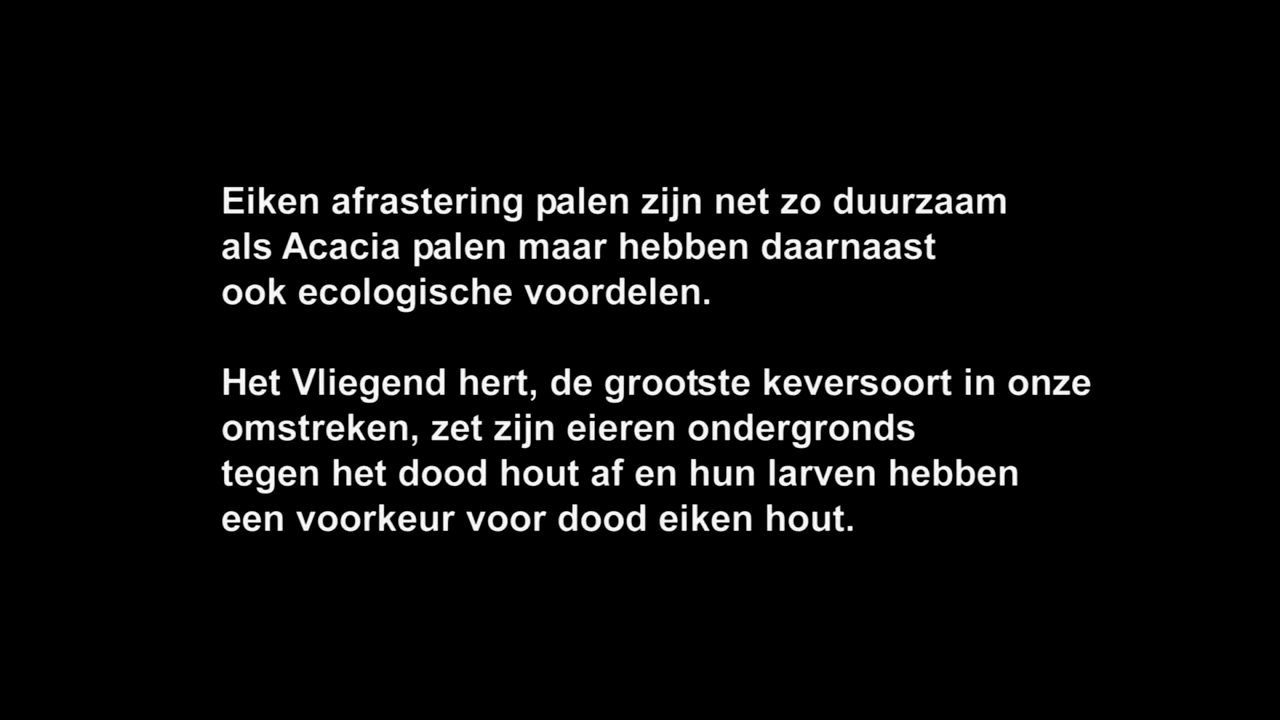 Eiken afrastering palen zijn net zo duurzaam
als Acacia palen maar hebben daarnaast
ook ecologische voordelen.
Het Vliegend hert, de grootste keversoort in onze
omstreken, zet zijn eieren ondergronds
tegen het dood hout af en hun larven hebben
een voorkeur voor dood eiken hout.